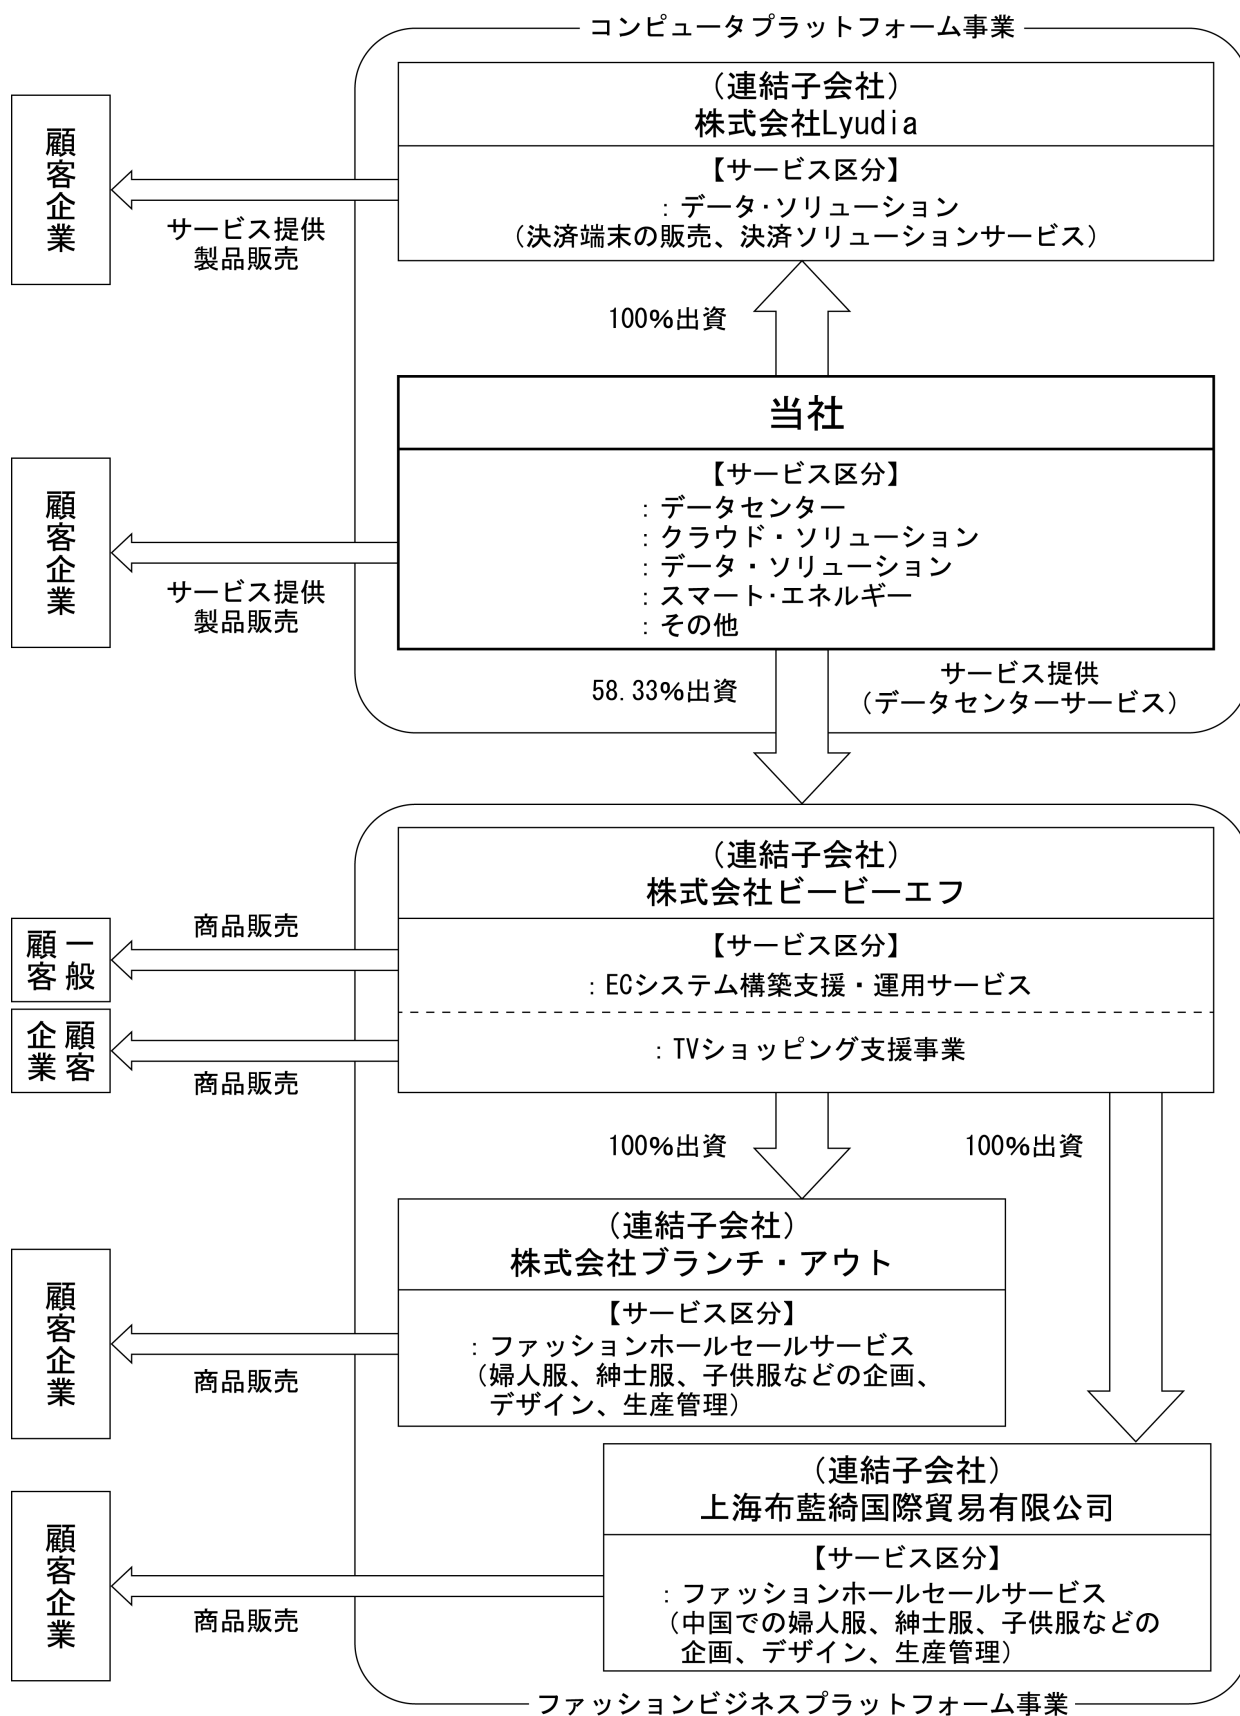 コンピュータプラットフォーム事業
（連結子会社）
株式会社Lyudia
【サービス区分】
：データ･ソリューション
（決済端末の販売、決済ソリューションサービス）
顧客企業
サービス提供
製品販売
100%出資
当社
【サービス区分】
：データセンター
：クラウド・ソリューション
：データ・ソリューション
：スマート･エネルギー
：その他
顧客企業
サービス提供
製品販売
58.33%出資
サービス提供
（データセンターサービス）
（連結子会社）
株式会社ビービーエフ
【サービス区分】
：ECシステム構築支援・運用サービス
：TVショッピング支援事業
商品販売
一般
顧客
顧客
企業
商品販売
100%出資
100%出資
（連結子会社）
株式会社ブランチ・アウト
【サービス区分】
：ファッションホールセールサービス
（婦人服、紳士服、子供服などの企画、
デザイン、生産管理）
顧客企業
商品販売
（連結子会社）
上海布藍綺国際貿易有限公司
【サービス区分】
：ファッションホールセールサービス
（中国での婦人服、紳士服、子供服などの
企画、デザイン、生産管理）
顧客企業
商品販売
ファッションビジネスプラットフォーム事業